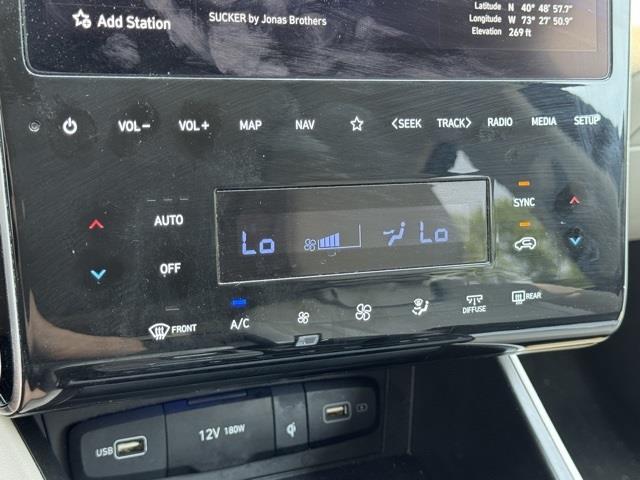 Add Station
SUCKER by Jonas Brothers
Latitude N 40° 48' 57.7"
Longitude W 73° 27' 50.9"
Elevation 269 ft
VOL- VOL+ MAP NAV <SEEK TRACK> RADIO MEDIA SETUP
AUTO SYNC
Lo Lo
OFF
FRONT A/C DIFFUSE REAR
USB 12V 180W